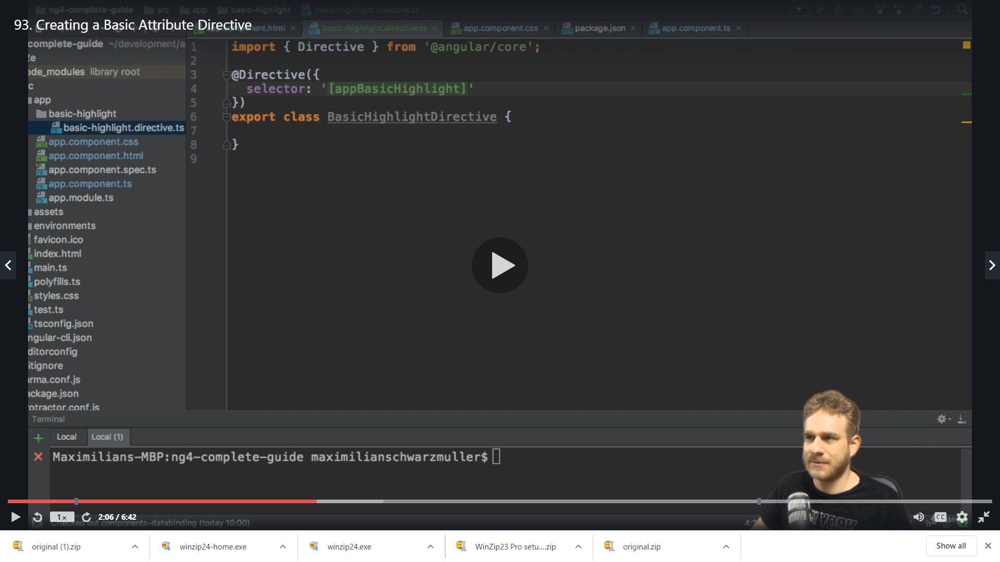 ng4-complete-guide src app basic-highlight basic-highlight.directive.ts
93. Creating a Basic Attribute Directive
app.component.html basic-highlight.directive.ts app.component.css package.json app.component.ts
complete-guide ~/development/a
ode_modules library root
app
basic-highlight
basic-highlight.directive.ts
app.component.css
app.component.html
app.component.spec.ts
app.component.ts
app.module.ts
assets
environments
favicon.ico
index.html
main.ts
polyfills.ts
styles.css
test.ts
tsconfig.json
ngular-cli.json
ditorconfig
itignore
arma.conf.js
ackage.json
rotractor.conf.js
1 import { Directive } from '@angular/core';
2
3 @Directive({
4 selector: '[appBasicHighlight]'
5 })
6 export class BasicHighlightDirective {
7
8 }
9
Terminal
Local Local (1)
Maximilians-MBP:ng4-complete-guide maximilianschwarzmuller$
1x 2:06 / 6:42 CC
Checked out components-databinding (today 10:00)
original (1).zip winzip24-home.exe winzip24.exe WinZip23 Pro setu....zip original.zip Show all